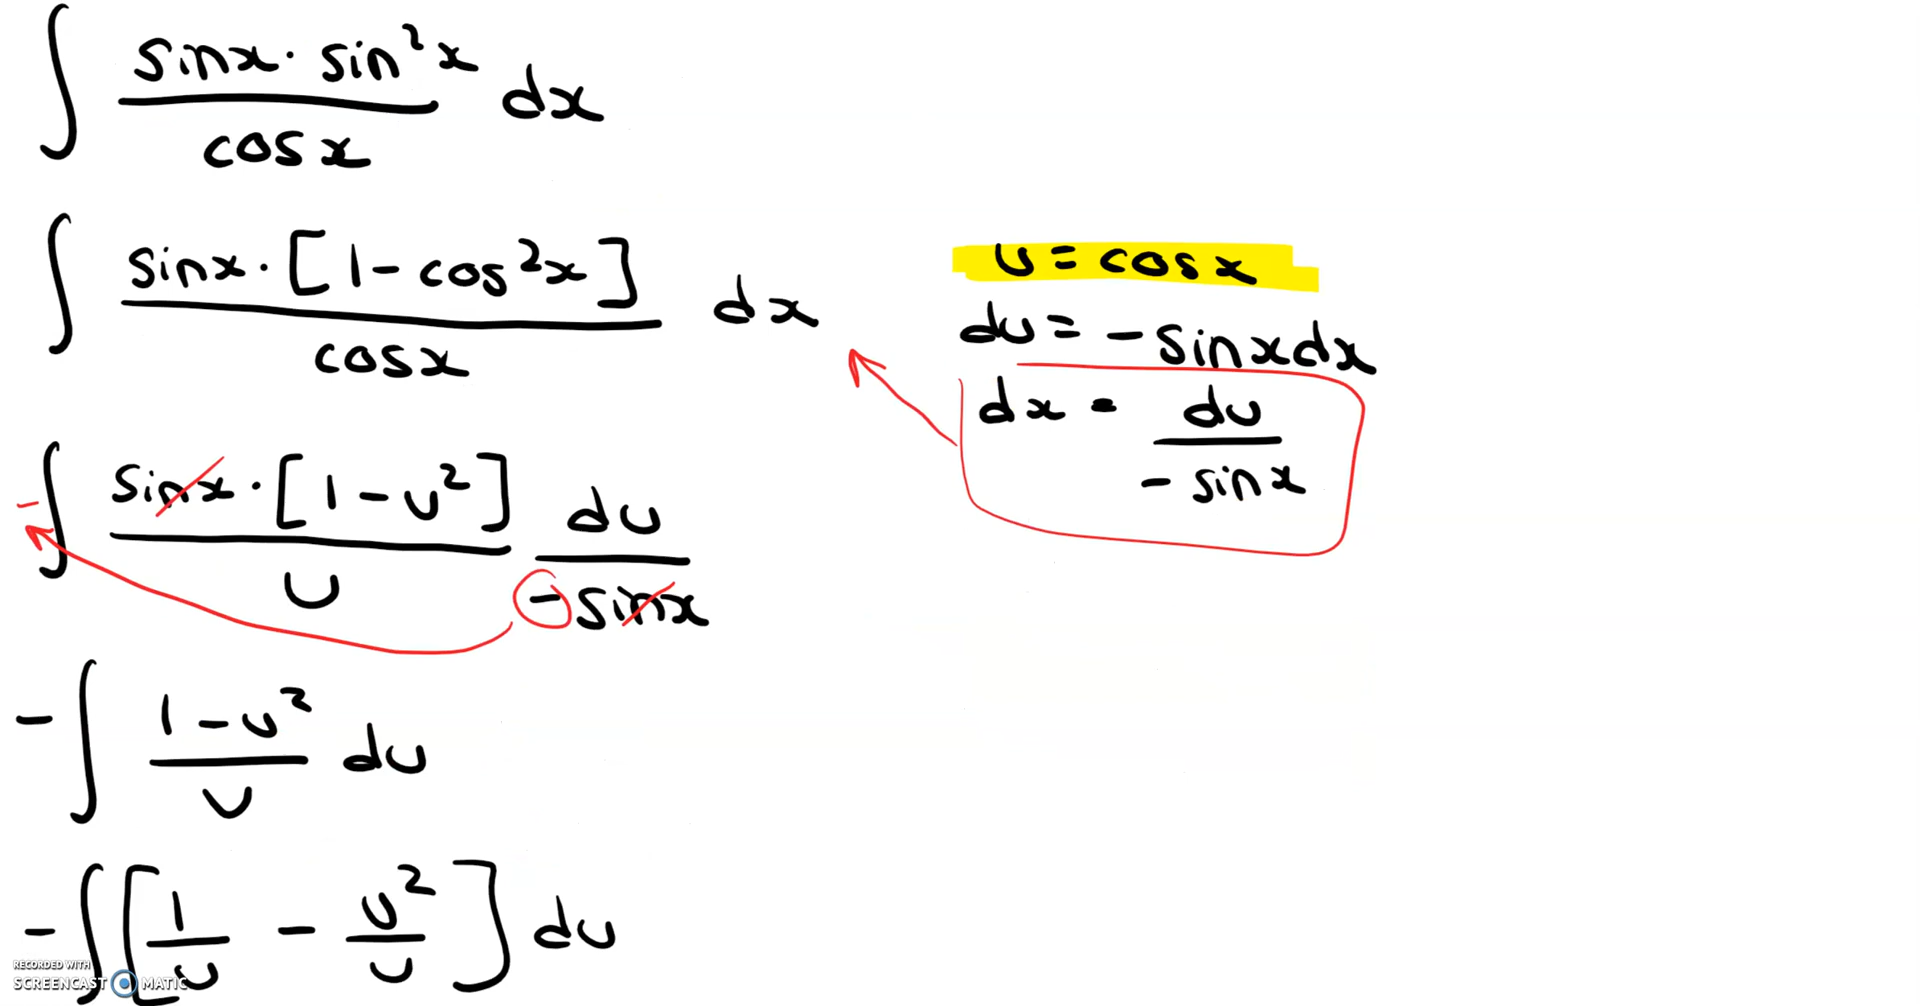 ∫ sinx · sin²x / cosx dx
∫ sinx · [1 - cos²x] / cosx dx
u = cosx
du = - sinx dx
dx = du / - sinx
- ∫ sinx · [1 - u²] / u du / - sinx
- ∫ 1 - u² / u du
- ∫ [ 1 / u - u² / u ] du
RECORDED WITH
SCREENCAST MATIC